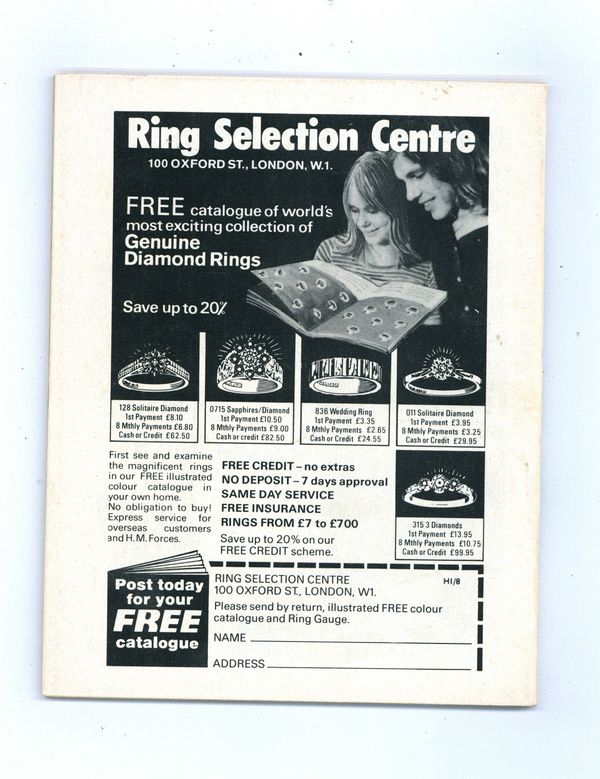 Ring Selection Centre
100 OXFORD ST., LONDON, W.1.
FREE catalogue of world's
most exciting collection of
Genuine
Diamond Rings
Save up to 20%
128 Solitaire Diamond
1st Payment £8.10
8 Mthly Payments £6.80
Cash or Credit £62.50
0715 Sapphires/Diamond
1st Payment £10.50
8 Mthly Payments £9.00
Cash or credit £82.50
836 Wedding Ring
1st Payment £3.35
8 Mthly Payments £2.65
Cash or Credit £24.55
011 Solitaire Diamond
1st Payment £3.95
8 Mthly Payments £3.25
Cash or Credit £29.95
First see and examine
the magnificent rings
in our FREE illustrated
colour catalogue in
your own home.
No obligation to buy!
Express service for
overseas customers
and H.M. Forces.
FREE CREDIT – no extras
NO DEPOSIT – 7 days approval
SAME DAY SERVICE
FREE INSURANCE
RINGS FROM £7 to £700
Save up to 20% on our
FREE CREDIT scheme.
315 3 Diamonds
1st Payment £13.95
8 Mthly Payments £10.75
Cash or Credit £99.95
Post today
for your
FREE
catalogue
RING SELECTION CENTRE HI/8
100 OXFORD ST., LONDON, W1.
Please send by return, illustrated FREE colour
catalogue and Ring Gauge.
NAME
ADDRESS